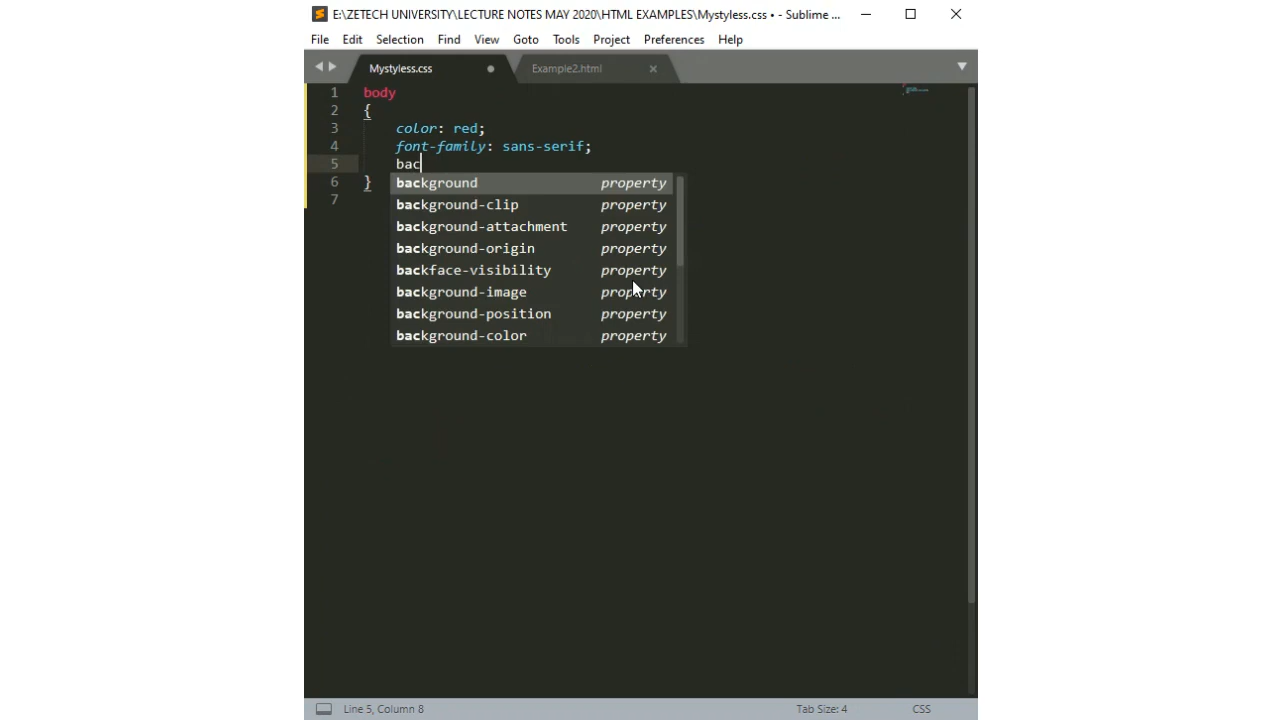 E:\ZETECH UNIVERSITY\LECTURE NOTES MAY 2020\HTML EXAMPLES\Mystyless.css • - Sublime ...
File Edit Selection Find View Goto Tools Project Preferences Help
Mystyless.css Example2.html
1 body
2 {
3 color: red;
4 font-family: sans-serif;
5 bac
6 }
7
background property
background-clip property
background-attachment property
background-origin property
backface-visibility property
background-image property
background-position property
background-color property
Line 5, Column 8 Tab Size: 4 CSS